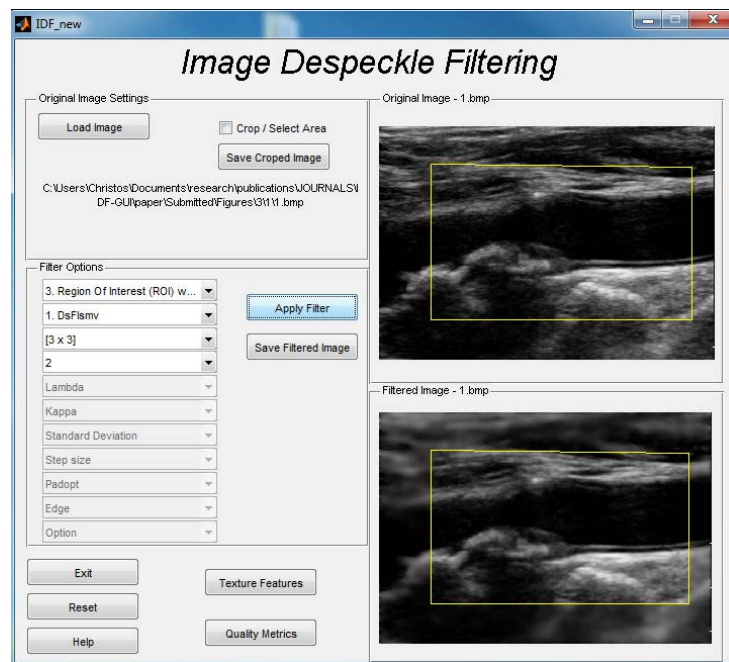 IDF_new
Image Despeckle Filtering
Original Image Settings
Load Image
Crop / Select Area
Save Croped Image
C:\Users\Christos\Documents\research\publications\JOURNALS\I
DF-GUI\paper\Submitted\Figures\3\1\1.bmp
Filter Options
3. Region Of Interest (ROI) w...
1. DsFlsmv
[3 x 3]
2
Lambda
Kappa
Standard Deviation
Step size
Padopt
Edge
Option
Apply Filter
Save Filtered Image
Exit
Reset
Help
Texture Features
Quality Metrics
Original Image - 1.bmp
Filtered Image - 1.bmp